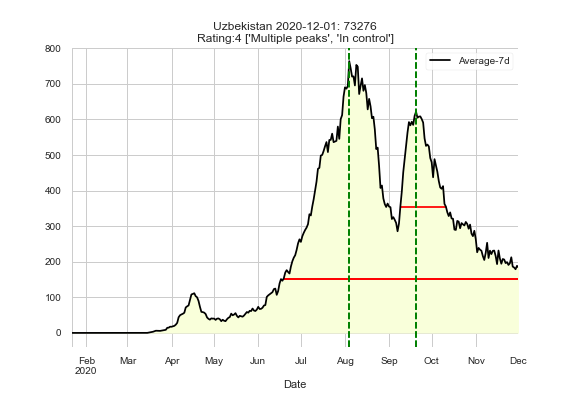 Uzbekistan 2020-12-01: 73276
Rating:4 ['Multiple peaks', 'In control']
Average-7d
800
700
600
500
400
300
200
100
0
Feb Mar Apr May Jun Jul Aug Sep Oct Nov Dec
2020
Date